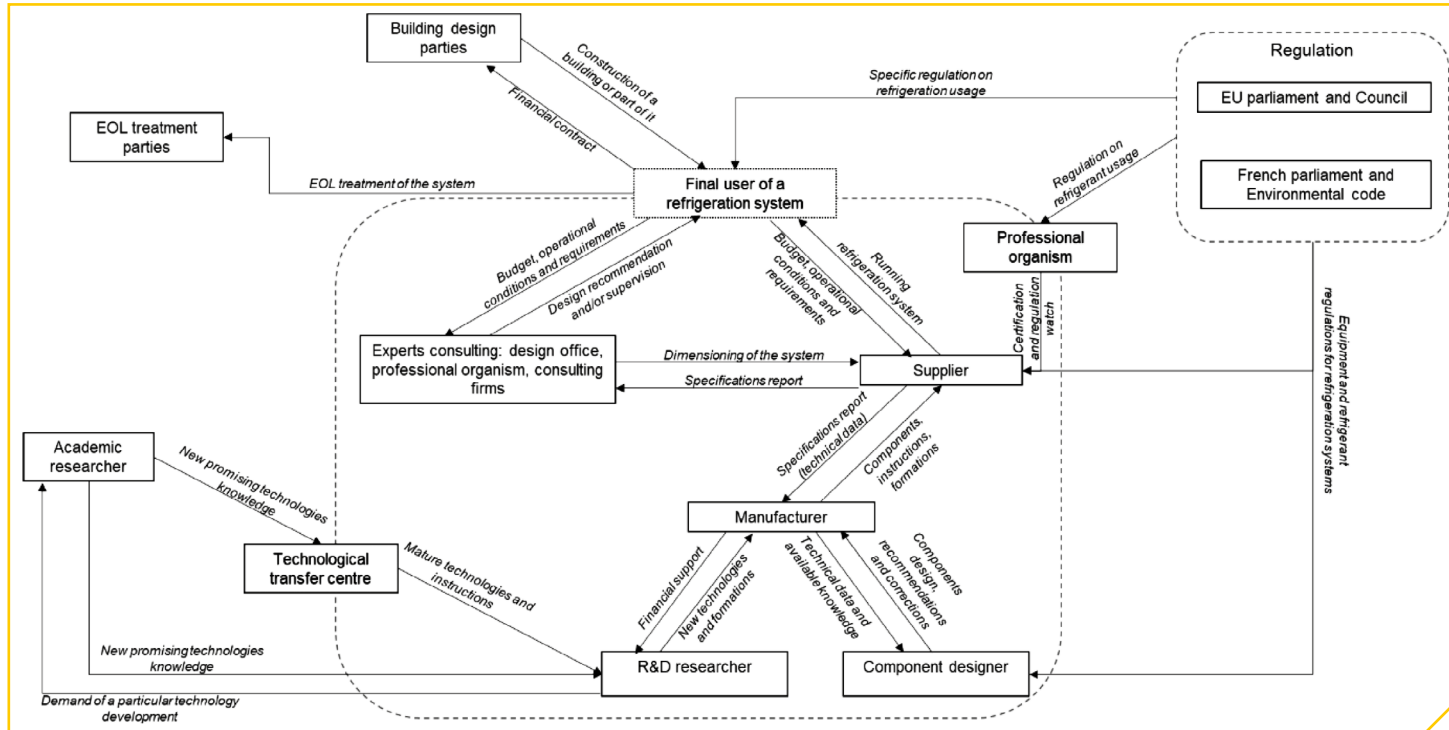 Building design
parties
Construction of a
building or part of it
Financial contract
Specific regulation on
refrigeration usage
Regulation
EU parliament and Council
French parliament and
Environmental code
EOL treatment
parties
EOL treatment of the system
Final user of a
refrigeration system
Regulation on
refrigerant usage
Professional
organism
Budget, operational
conditions and requirements
Design recommendation
and/or supervision
Budget, operational
conditions and
requirements
Running
refrigeration system
Certification
and regulation
watch
Equipment and refrigerant
regulations for refrigeration systems
Experts consulting: design office,
professional organism, consulting
firms
Dimensioning of the system
Specifications report
Supplier
Specifications report
(technical data)
Components,
instructions,
formations
Academic
researcher
New promising technologies
knowledge
Manufacturer
Technological
transfer centre
Mature technologies and
instructions
Financial support
New technologies
and formations
Technical data and
available knowledge
Components
design,
recommendations
and corrections
New promising technologies
knowledge
R&D researcher
Component designer
Demand of a particular technology
development